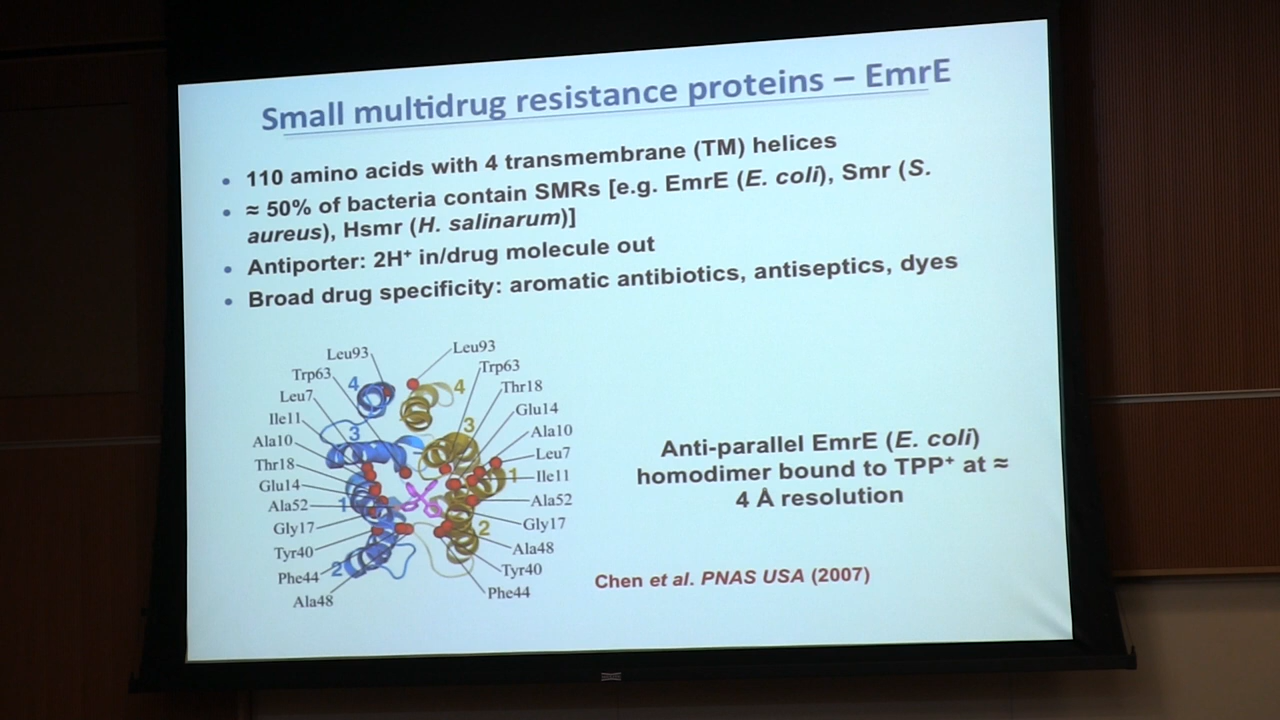 Small multidrug resistance proteins – EmrE
• 110 amino acids with 4 transmembrane (TM) helices
• ≈ 50% of bacteria contain SMRs [e.g. EmrE (E. coli), Smr (S.
aureus), Hsmr (H. salinarum)]
• Antiporter: 2H⁺ in/drug molecule out
• Broad drug specificity: aromatic antibiotics, antiseptics, dyes
Leu93
Trp63
Leu7
Ile11
Ala10
Thr18
Glu14
Ala52
Gly17
Tyr40
Phe44
Ala48
4
3
1
2
4
3
1
2
Leu93
Trp63
Thr18
Glu14
Ala10
Leu7
Ile11
Ala52
Gly17
Ala48
Tyr40
Phe44
Anti-parallel EmrE (E. coli)
homodimer bound to TPP⁺ at ≈
4 Å resolution
Chen et al. PNAS USA (2007)